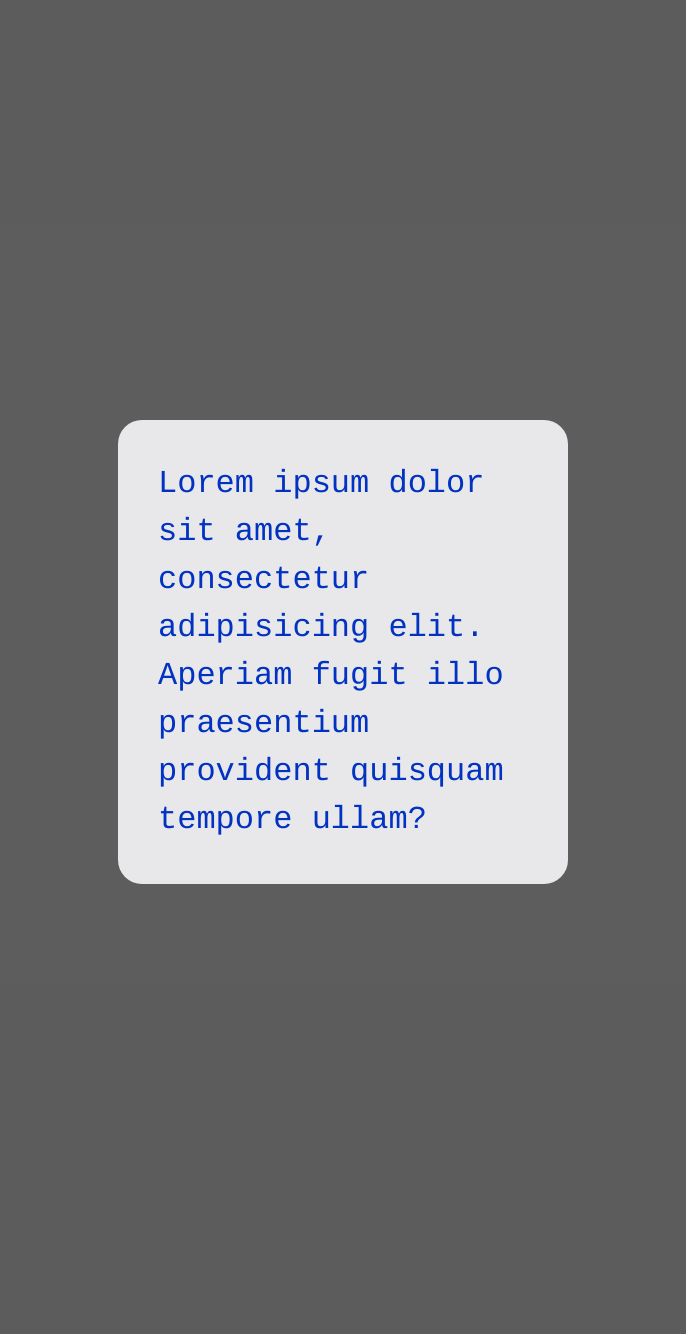 Lorem ipsum dolor
sit amet,
consectetur
adipisicing elit.
Aperiam fugit illo
praesentium
provident quisquam
tempore ullam?